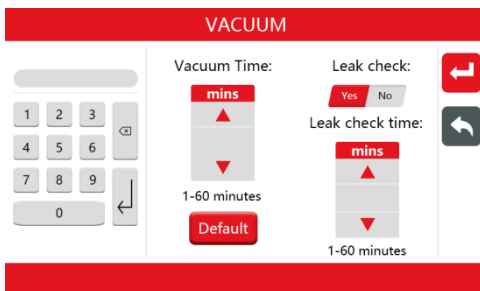 VACUUM
1 2 3
4 5 6
7 8 9
0
Vacuum Time:
mins
1-60 minutes
Default
Leak check:
Yes No
Leak check time:
mins
1-60 minutes